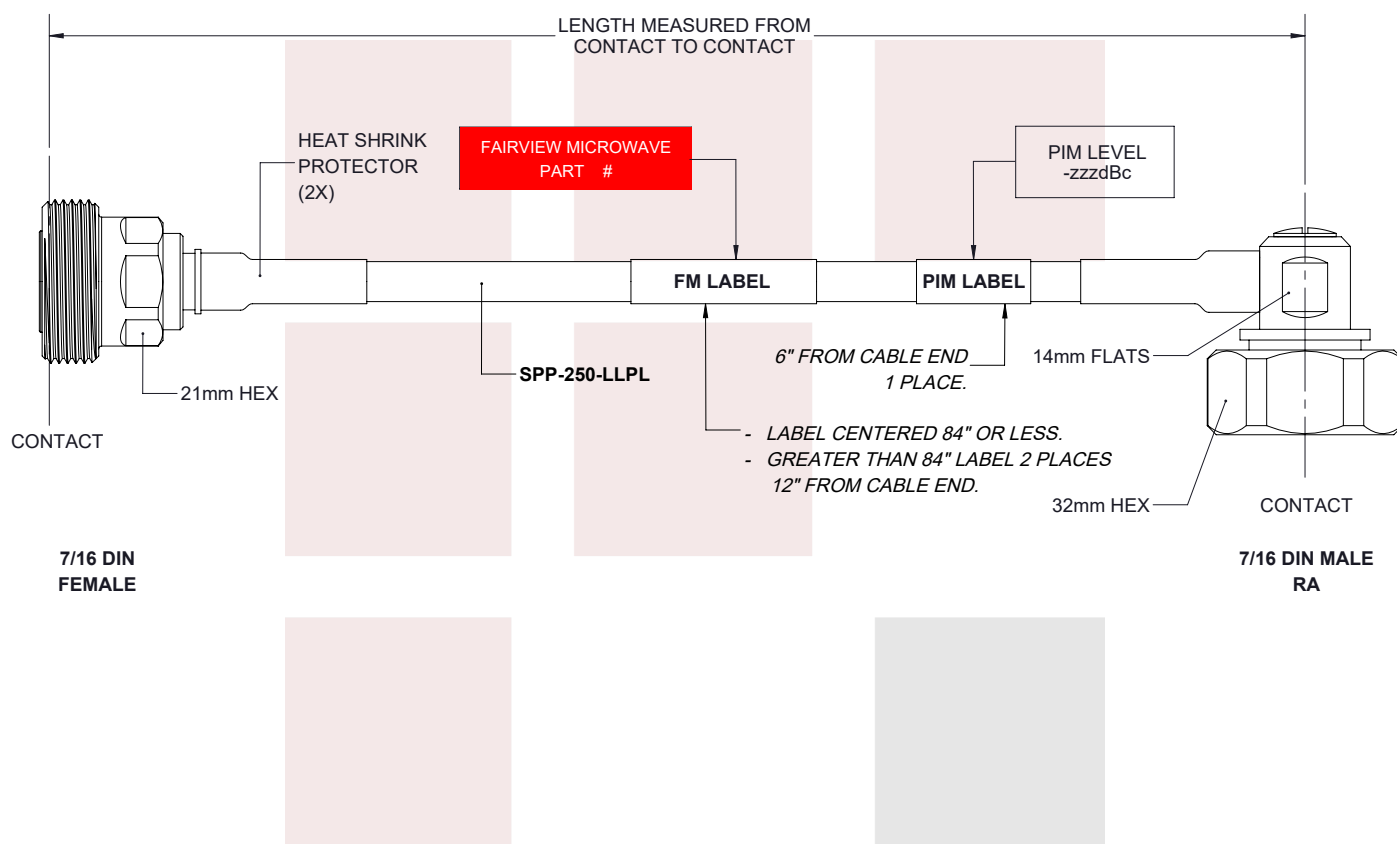 LENGTH MEASURED FROM
CONTACT TO CONTACT
HEAT SHRINK
PROTECTOR
(2X)
FAIRVIEW MICROWAVE
PART #
PIM LEVEL
-zzzdBc
FM LABEL
PIM LABEL
6" FROM CABLE END
1 PLACE.
14mm FLATS
SPP-250-LLPL
21mm HEX
CONTACT
- LABEL CENTERED 84" OR LESS.
- GREATER THAN 84" LABEL 2 PLACES
12" FROM CABLE END.
32mm HEX
CONTACT
7/16 DIN
FEMALE
7/16 DIN MALE
RA